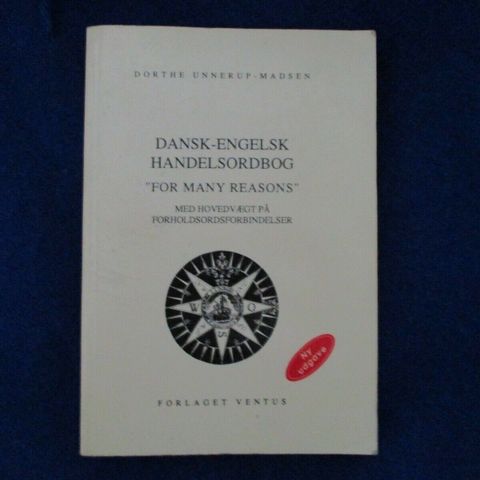 DORTHE UNNERUP-MADSEN
DANSK-ENGELSK
HANDELSORDBOG
"FOR MANY REASONS"
MED HOVEDVÆGT PÅ
FORHOLDSORDSFORBINDELSER
W
O
S
Ny
udgave
FORLAGET VENTUS